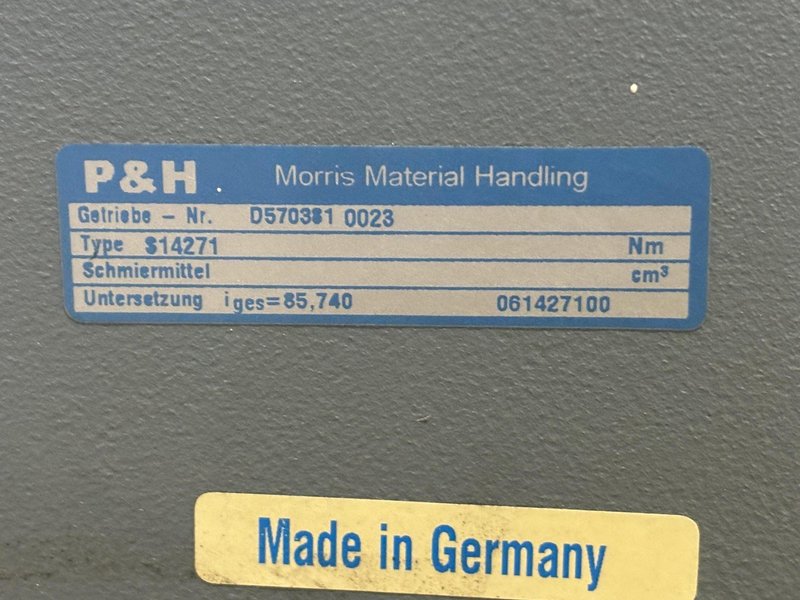 P&H Morris Material Handling
Getriebe - Nr. D570381 0023
Type S14271 Nm
Schmiermittel cm³
Untersetzung iges=85,740 061427100
Made in Germany